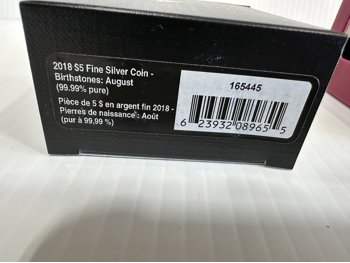 2018 $5 Fine Silver Coin -
Birthstones: August
(99.99% pure)
Pièce de 5 $ en argent fin 2018 -
Pierres de naissance : Août
(pur à 99,99 %)
165445
6 23932 08965 5